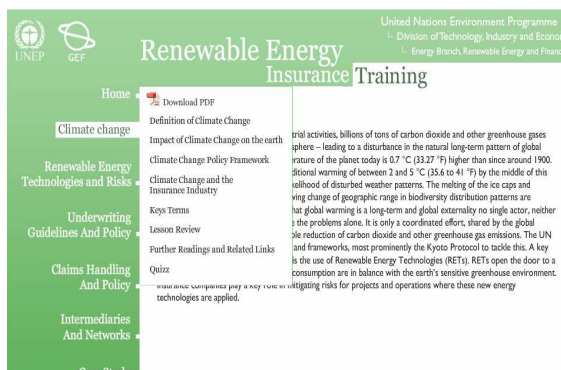 United Nations Environment Programme
Division of Technology, Industry and Econo
Energy Branch, Renewable Energy and Financ
UNEP
GEF
Renewable Energy
Insurance Training
Home
Climate change
Renewable Energy
Technologies and Risks
Underwriting
Guidelines And Policy
Claims Handling
And Policy
Intermediaries
And Networks
Download PDF
Definition of Climate Change
Impact of Climate Change on the earth
Climate Change Policy Framework
Climate Change and the
Insurance Industry
Keys Terms
Lesson Review
Further Readings and Related Links
Quizz
trial activities, billions of tons of carbon dioxide and other greenhouse gases
sphere – leading to a disturbance in the natural long-term pattern of global
erature of the planet today is 0.7 °C (33.27 °F) higher than since around 1900.
ditional warming of between 2 and 5 °C (35.6 to 41 °F) by the middle of this
kelihood of disturbed weather patterns. The melting of the ice caps and
ving change of geographic range in biodiversity distribution patterns are
hat global warming is a long-term and global externality no single actor, neither
e the problems alone. It is only a coordinated effort, shared by the global
ble reduction of carbon dioxide and other greenhouse gas emissions. The UN
and frameworks, most prominently the Kyoto Protocol to tackle this. A key
is the use of Renewable Energy Technologies (RETs). RETs open the door to a
consumption are in balance with the earth's sensitive greenhouse environment.
insurance companies play a key role in mitigating risks for projects and operations where these new energy
technologies are applied.